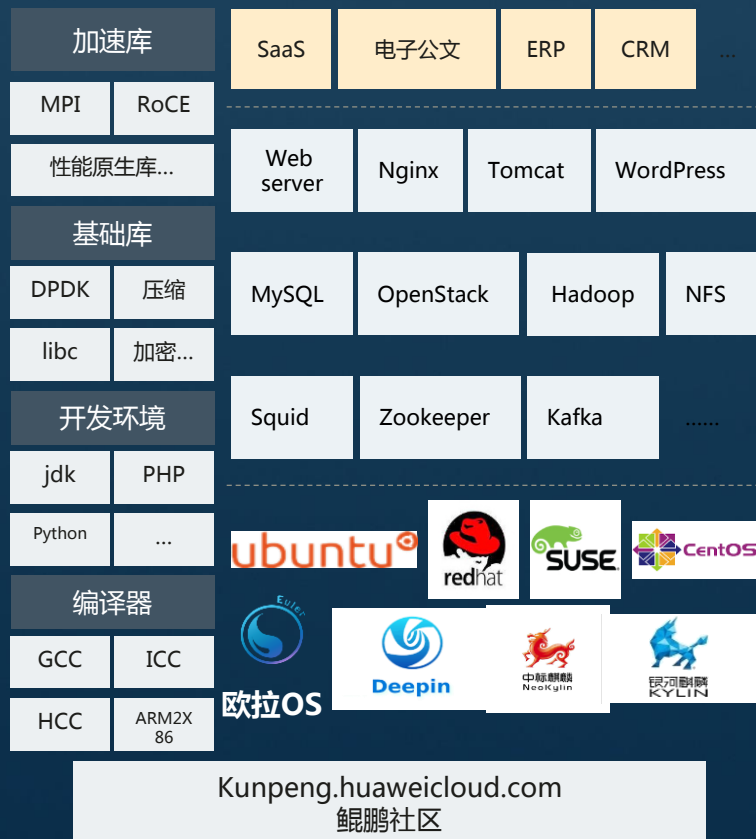 加速库
MPI
RoCE
性能原生库...
基础库
DPDK
压缩
libc
加密...
开发环境
jdk
PHP
Python
...
编译器
GCC
ICC
HCC
ARM2X
86
SaaS
电子公文
ERP
CRM
...
Web
server
Nginx
Tomcat
WordPress
MySQL
OpenStack
Hadoop
NFS
Squid
Zookeeper
Kafka
......
ubuntu
redhat
SUSE
CentOS
Euler
欧拉OS
Deepin
中标麒麟
NeoKylin
银河麒麟
KYLIN
Kunpeng.huaweicloud.com
鲲鹏社区